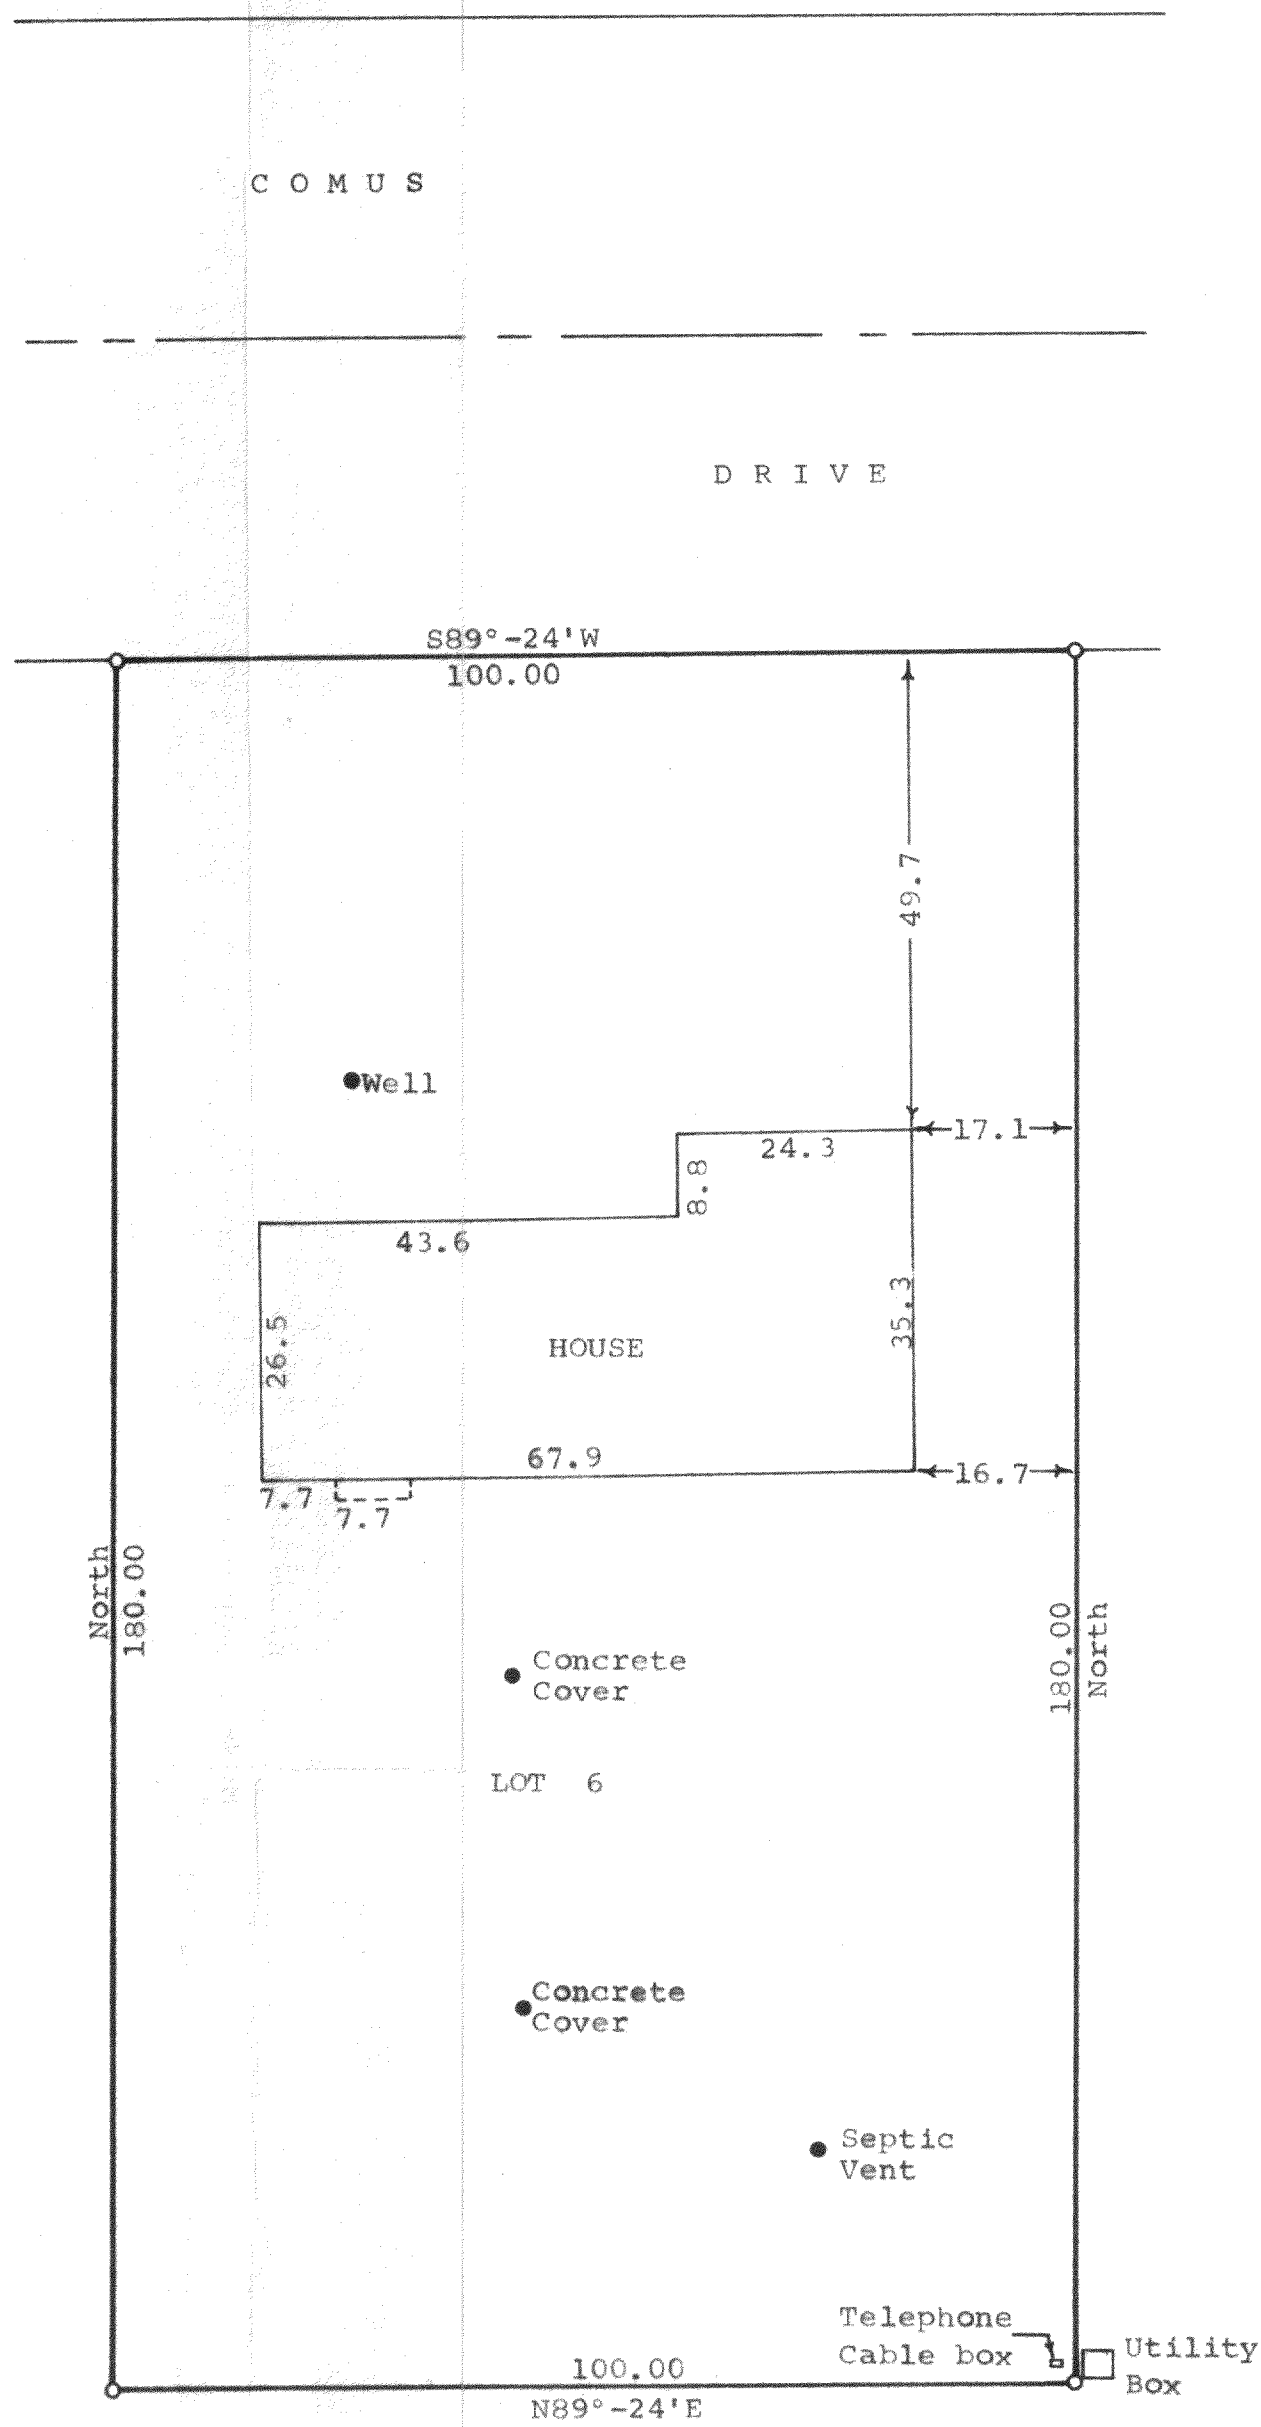 C O M U S
D R I V E
S89°-24'W
100.00
49.7
Well
17.1
24.3
8.8
43.6
35.3
26.5
HOUSE
67.9
16.7
7.7
7.7
North
180.00
180.00
North
Concrete
Cover
LOT 6
Concrete
Cover
Septic
Vent
Telephone
Cable box
Utility
Box
100.00
N89°-24'E